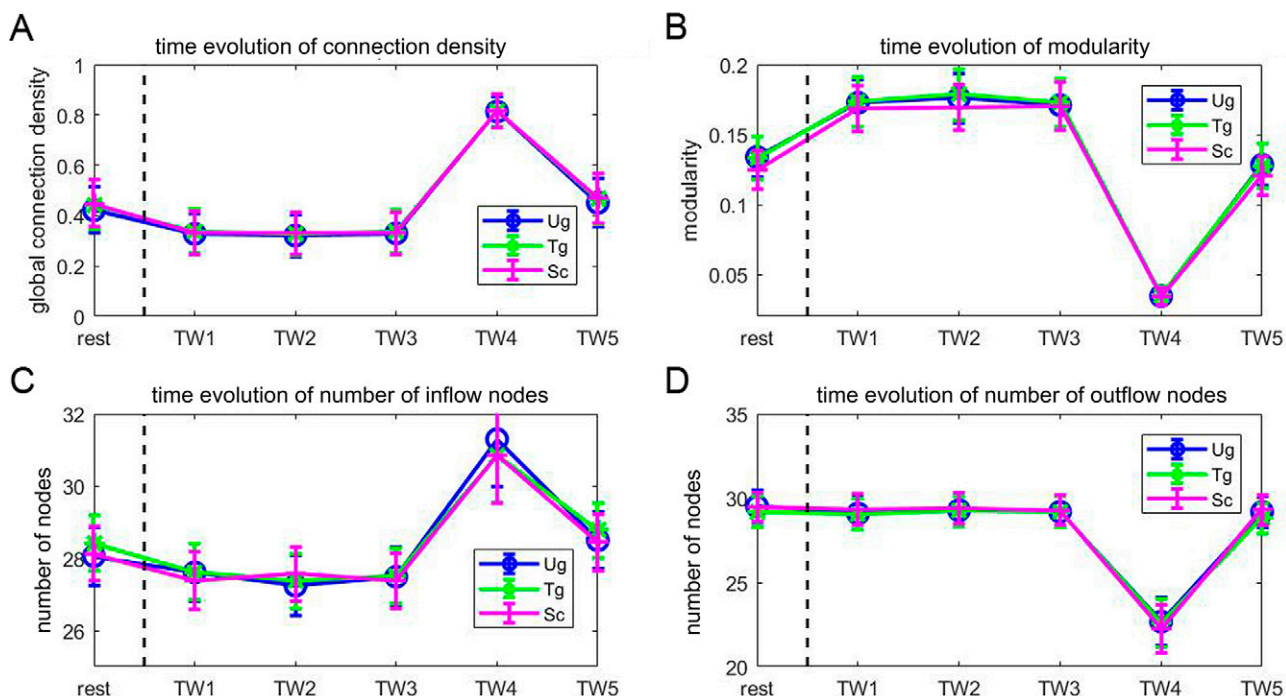 A
time evolution of connection density
global connection density
1
0.8
0.6
0.4
0.2
0
Ug
Tg
Sc
rest TW1 TW2 TW3 TW4 TW5
B
time evolution of modularity
modularity
0.2
0.15
0.1
0.05
Ug
Tg
Sc
rest TW1 TW2 TW3 TW4 TW5
C
time evolution of number of inflow nodes
number of nodes
32
30
28
26
Ug
Tg
Sc
rest TW1 TW2 TW3 TW4 TW5
D
time evolution of number of outflow nodes
number of nodes
35
30
25
20
Ug
Tg
Sc
rest TW1 TW2 TW3 TW4 TW5